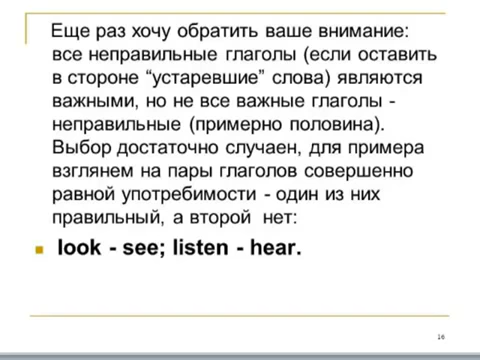 Еще раз хочу обратить ваше внимание:
все неправильные глаголы (если оставить
в стороне “устаревшие” слова) являются
важными, но не все важные глаголы -
неправильные (примерно половина).
Выбор достаточно случаен, для примера
взглянем на пары глаголов совершенно
равной употребимости - один из них
правильный, а второй нет:
look - see; listen - hear.
16